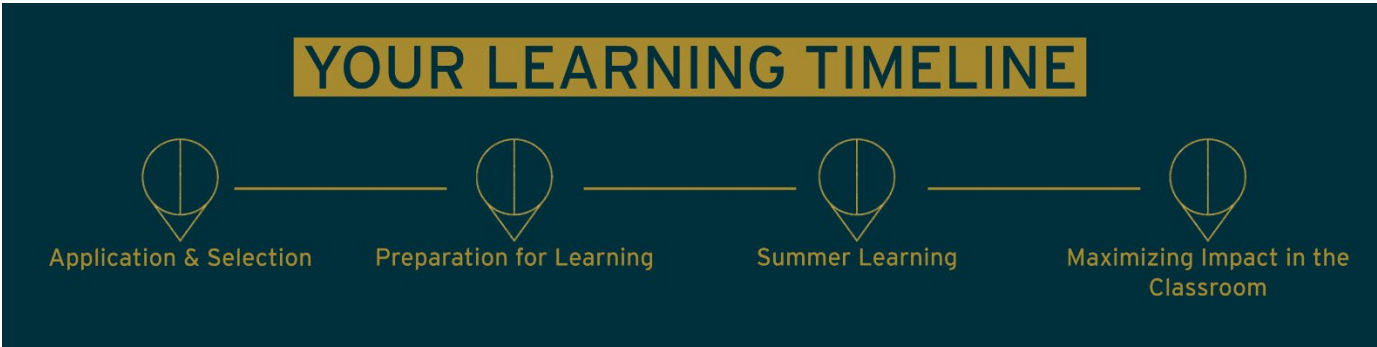 YOUR LEARNING TIMELINE
Application & Selection
Preparation for Learning
Summer Learning
Maximizing Impact in the
Classroom